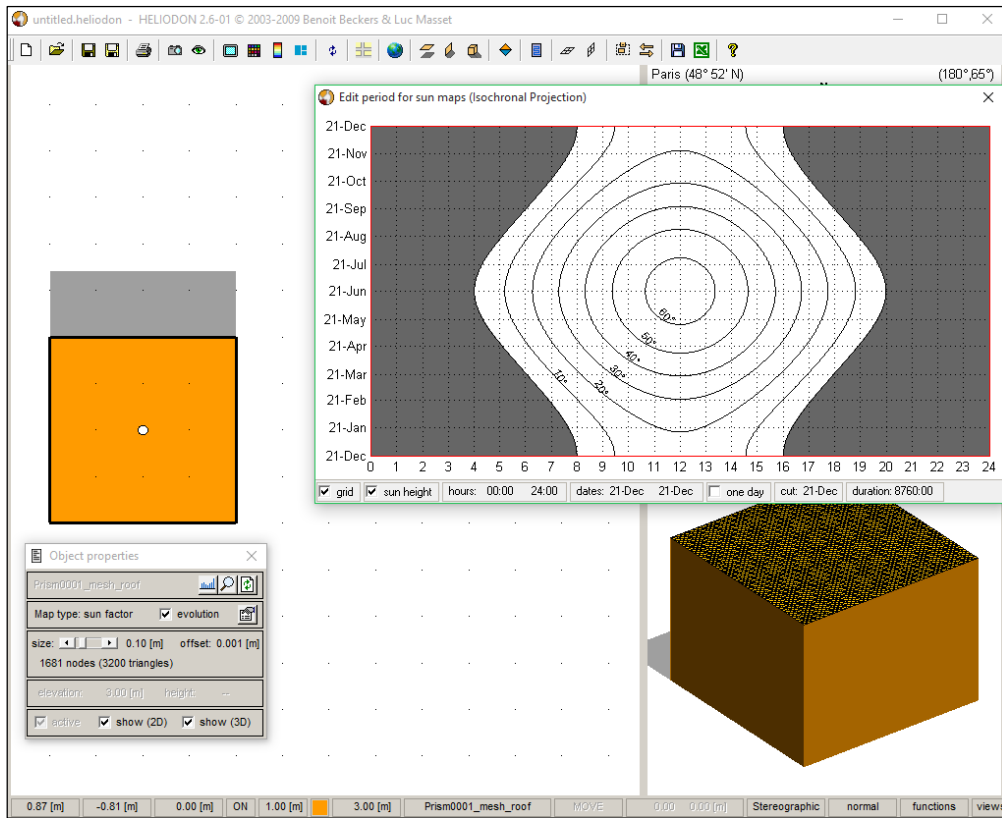 untitled.heliodon - HELIODON 2.6-01 © 2003-2009 Benoit Beckers & Luc Masset
Paris (48° 52' N) (180°,65°)
Edit period for sun maps (Isochronal Projection)
21-Dec
21-Nov
21-Oct
21-Sep
21-Aug
21-Jul
21-Jun
21-May
21-Apr
21-Mar
21-Feb
21-Jan
21-Dec
60°
50°
40°
30°
20°
10°
0 1 2 3 4 5 6 7 8 9 10 11 12 13 14 15 16 17 18 19 20 21 22 23 24
grid sun height hours: 00:00 24:00 dates: 21-Dec 21-Dec one day cut: 21-Dec duration: 8760:00
Object properties
Prism0001_mesh_roof
Map type: sun factor evolution
size: 0.10 [m] offset: 0.001 [m]
1681 nodes (3200 triangles)
elevation: 3.00 [m] height: --
active show (2D) show (3D)
0.87 [m] -0.81 [m] 0.00 [m] ON 1.00 [m] 3.00 [m] Prism0001_mesh_roof MOVE 0.00 0.00 [m] Stereographic normal functions views